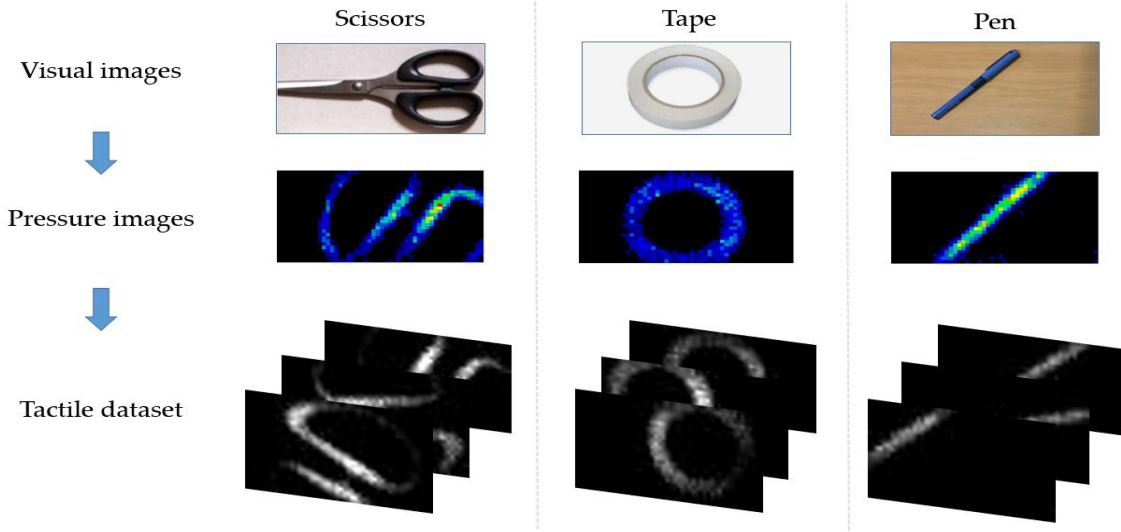 Scissors
Tape
Pen
Visual images
Pressure images
Tactile dataset